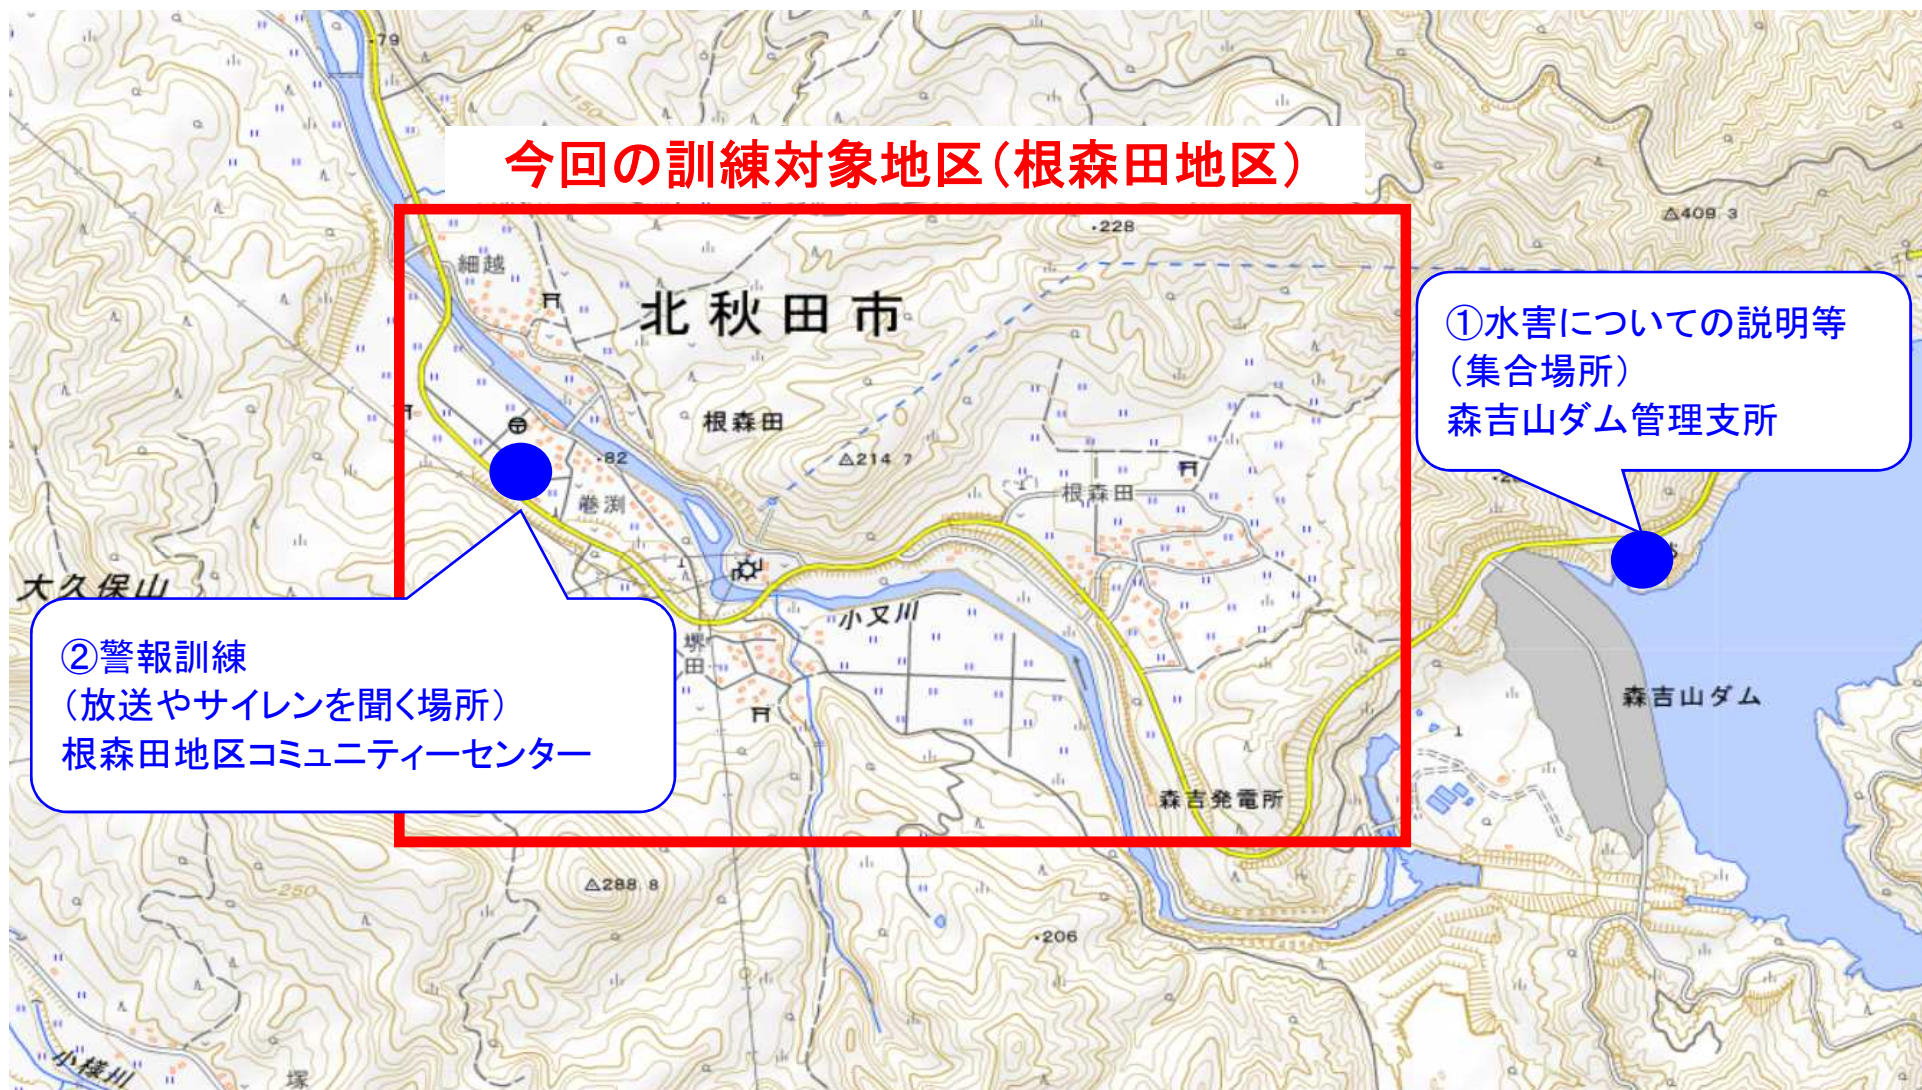 ・79
150
今回の訓練対象地区(根森田地区)
・228
△409.3
細越
北秋田市
①水害についての説明等
(集合場所)
森吉山ダム管理支所
根森田
・82
△214.7
根森田
巻渕
大久保山
小又川
②警報訓練
(放送やサイレンを聞く場所)
根森田地区コミュニティーセンター
堺田
森吉山ダム
森吉発電所
250
△288.8
・206
小様川
塚